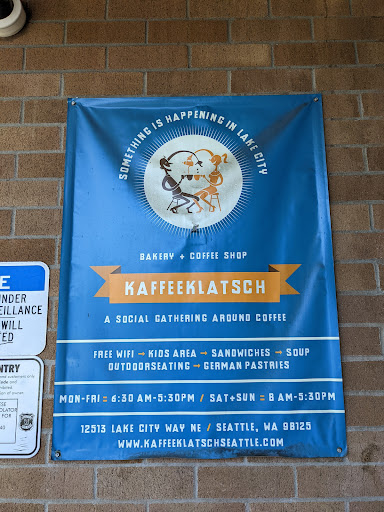 SOMETHING IS HAPPENING IN LAKE CITY
BAKERY + COFFEE SHOP
KAFFEEKLATSCH
A SOCIAL GATHERING AROUND COFFEE
FREE WIFI → KIDS AREA → SANDWICHES → SOUP
OUTDOORSEATING → GERMAN PASTRIES
MON-FRI = 6:30 AM-5:30PM / SAT+SUN = 8 AM-5:30PM
12513 LAKE CITY WAY NE / SEATTLE, WA 98125
WWW.KAFFEEKLATSCHSEATTLE.COM
E
UNDER
EILLANCE
WILL
TED
NTRY